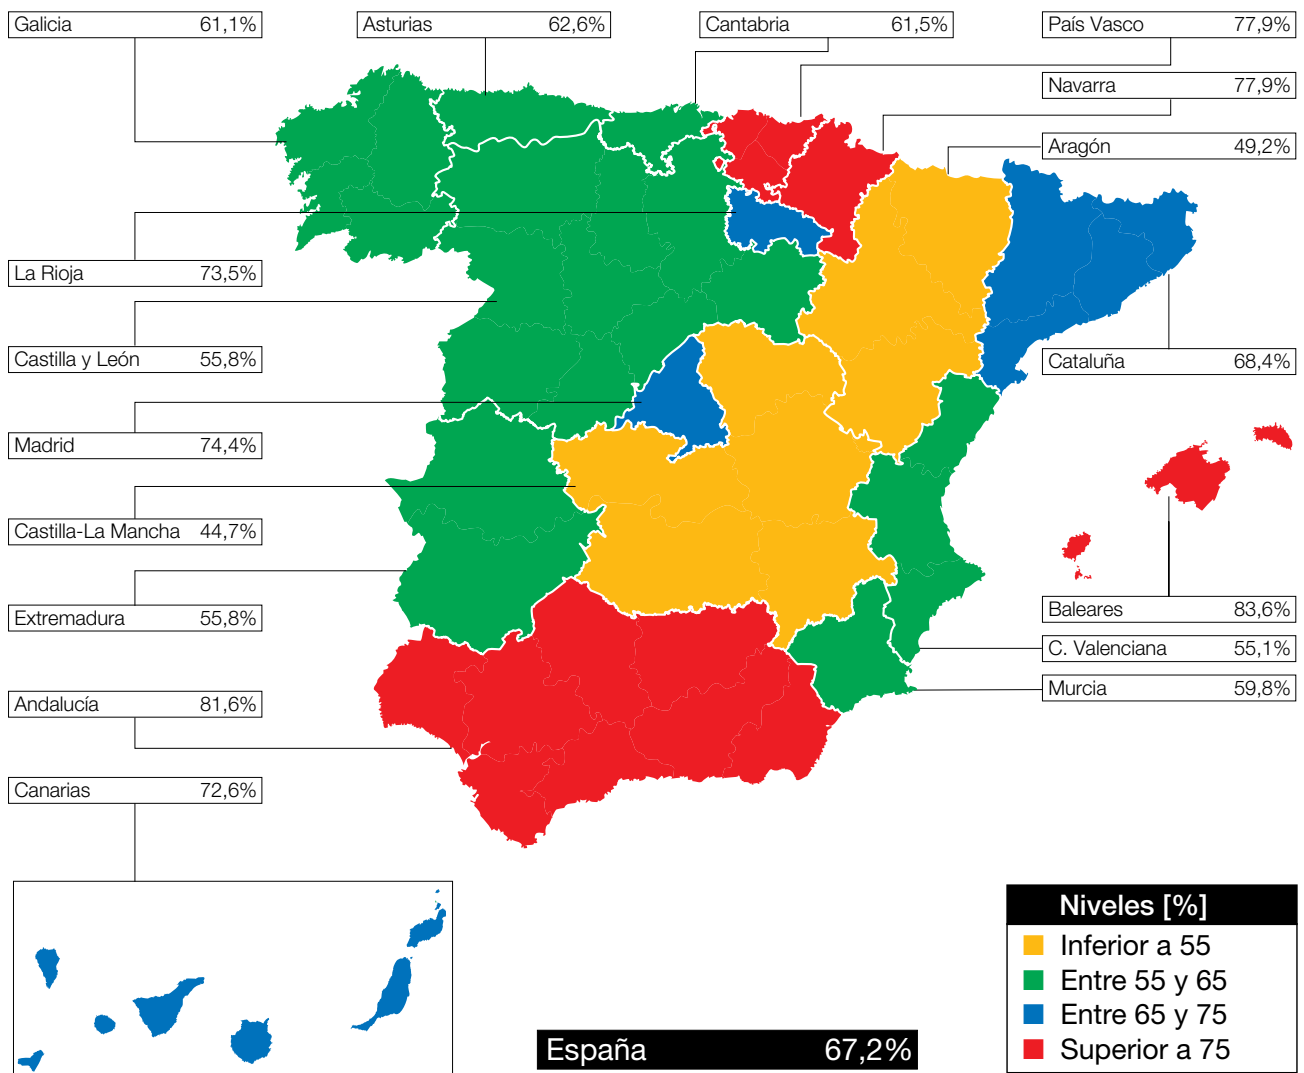 Galicia 61,1%
Asturias 62,6%
Cantabria 61,5%
País Vasco 77,9%
Navarra 77,9%
Aragón 49,2%
La Rioja 73,5%
Castilla y León 55,8%
Cataluña 68,4%
Madrid 74,4%
Castilla-La Mancha 44,7%
Extremadura 55,8%
Baleares 83,6%
C. Valenciana 55,1%
Murcia 59,8%
Andalucía 81,6%
Canarias 72,6%
Niveles [%]
Inferior a 55
Entre 55 y 65
Entre 65 y 75
Superior a 75
España 67,2%